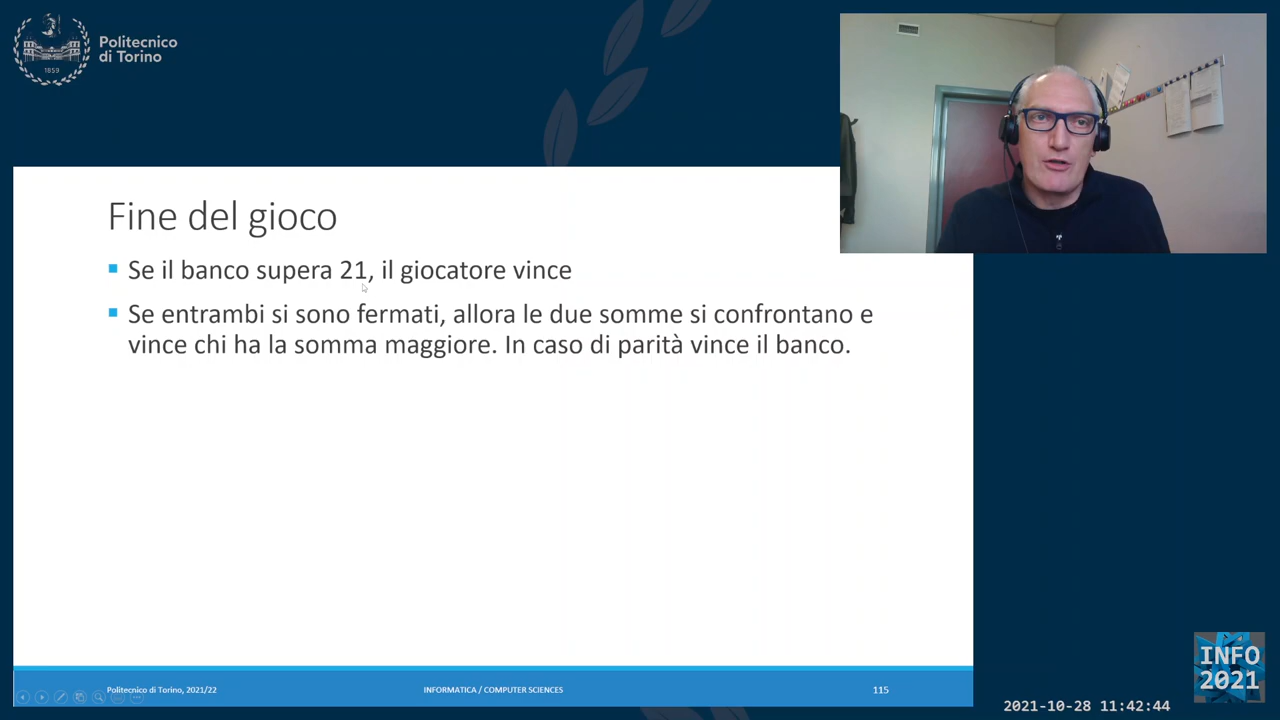 Politecnico
di Torino
1859
Fine del gioco
Se il banco supera 21, il giocatore vince
Se entrambi si sono fermati, allora le due somme si confrontano e
vince chi ha la somma maggiore. In caso di parità vince il banco.
Politecnico di Torino, 2021/22
INFORMATICA / COMPUTER SCIENCES
115
INFO
2021
2021-10-28 11:42:44